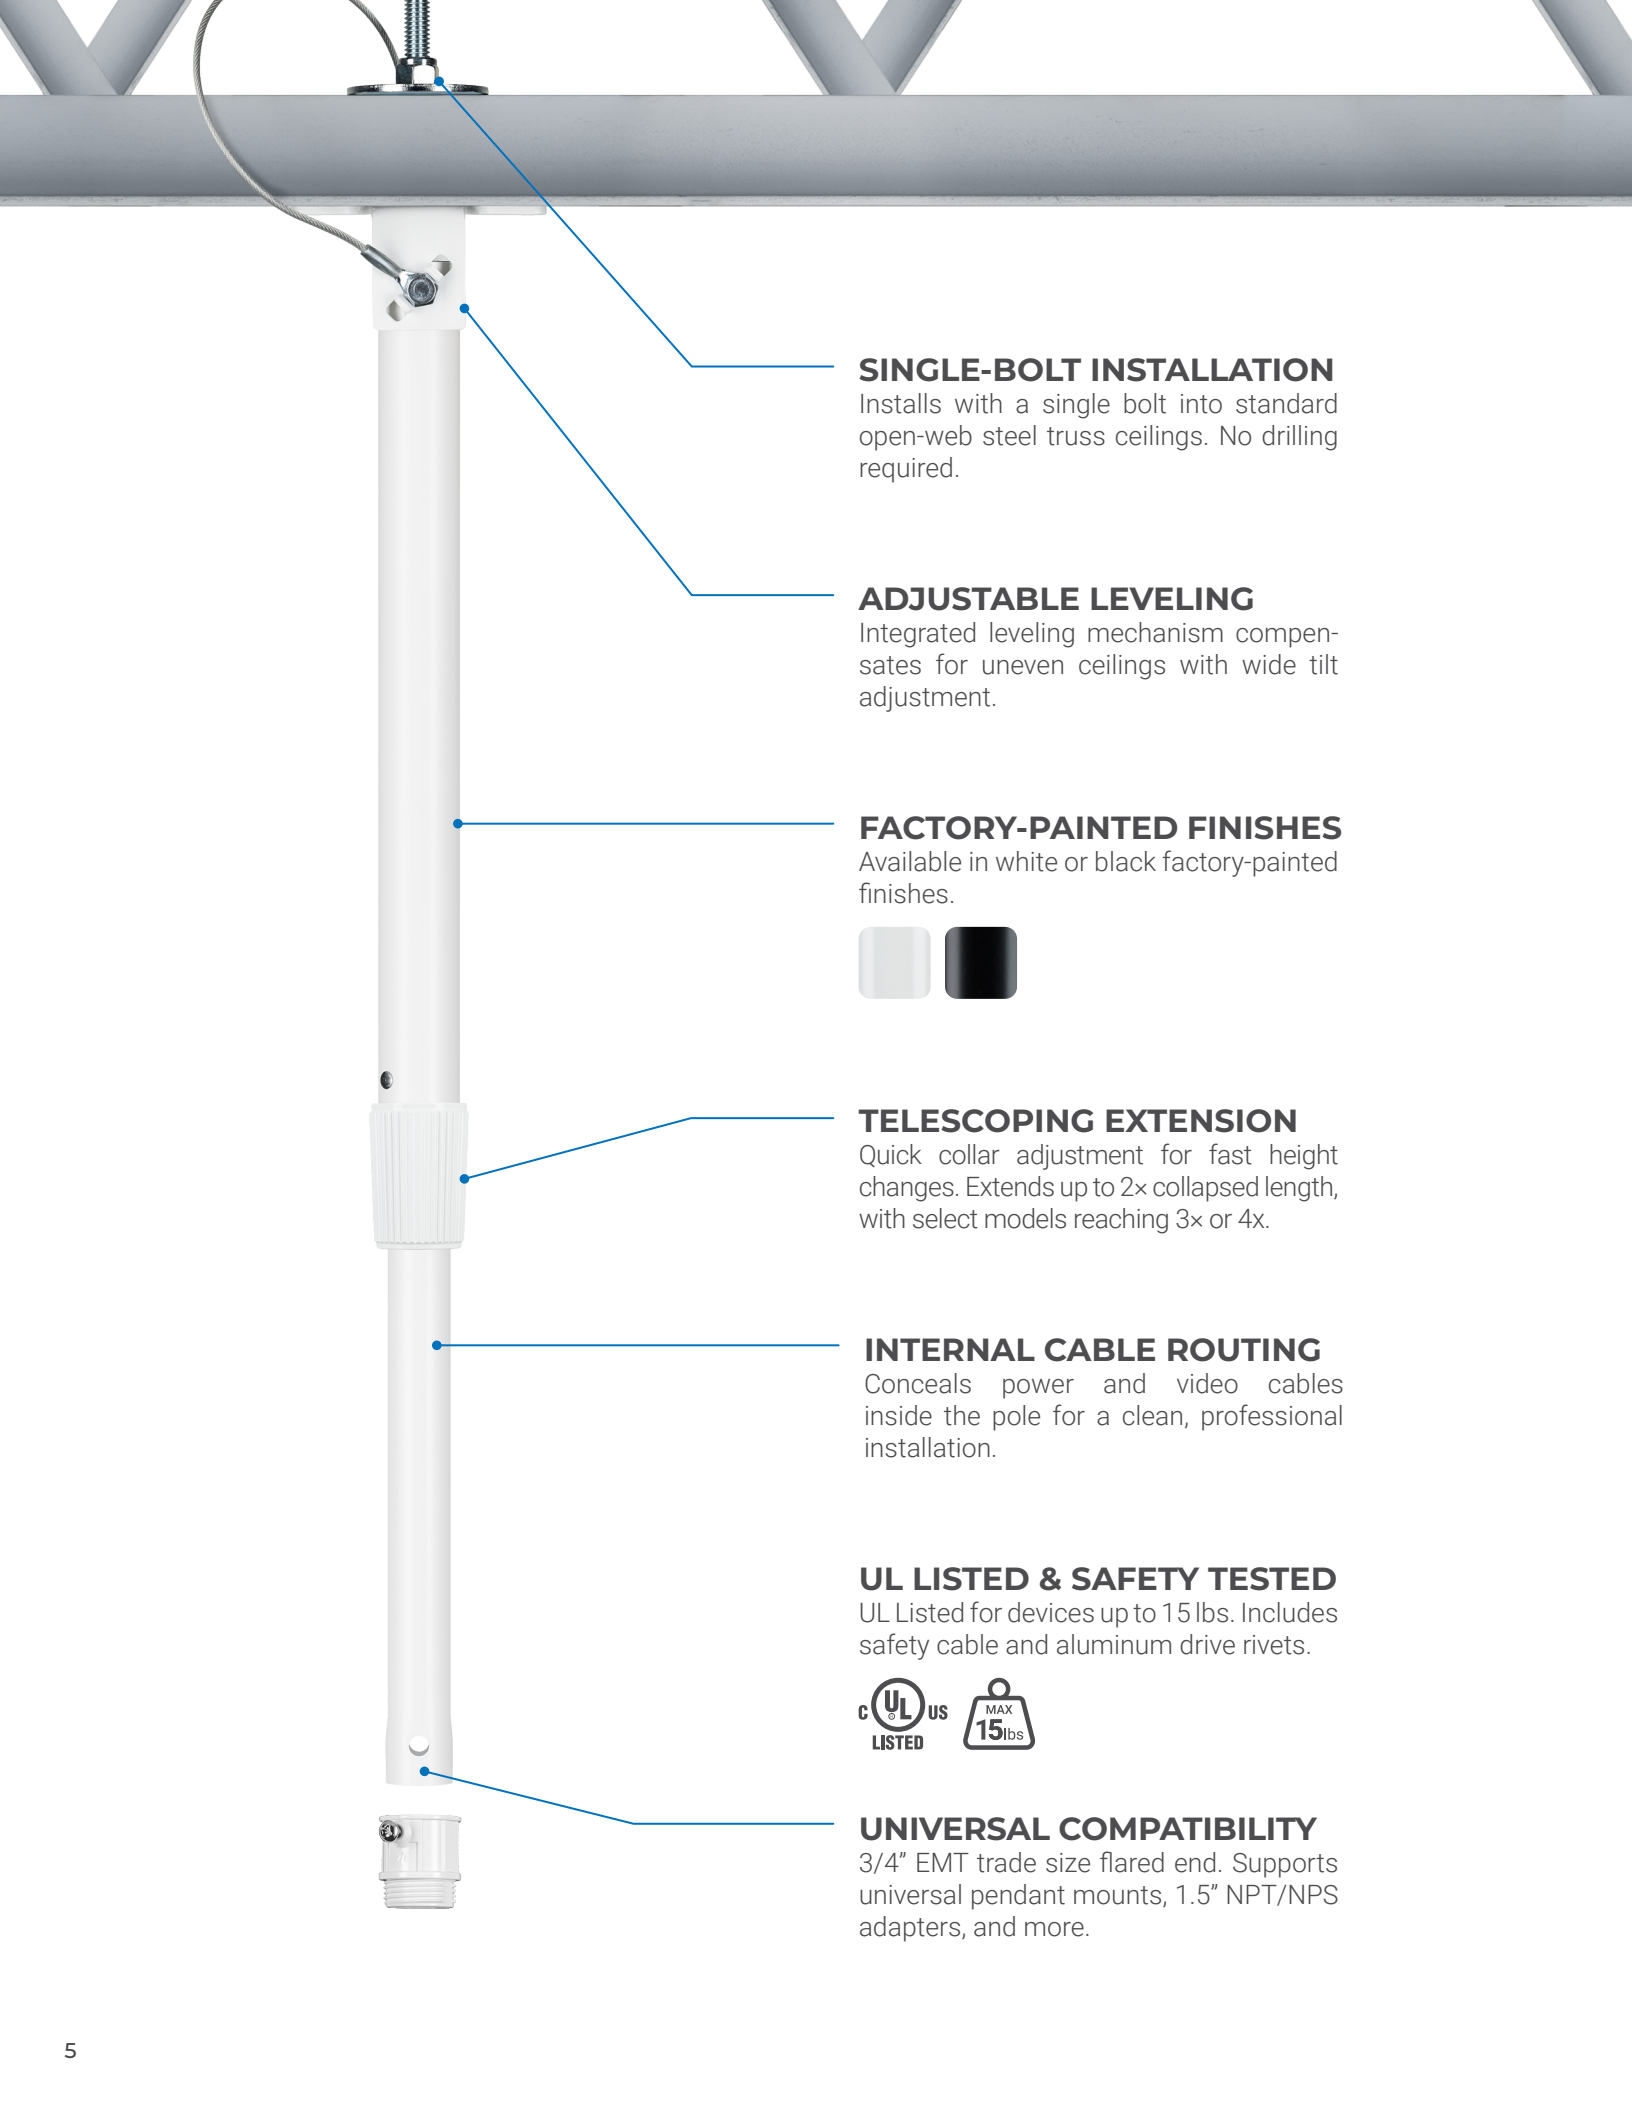 SINGLE-BOLT INSTALLATION
Installs with a single bolt into standard
open-web steel truss ceilings. No drilling
required.
ADJUSTABLE LEVELING
Integrated leveling mechanism compen-
sates for uneven ceilings with wide tilt
adjustment.
FACTORY-PAINTED FINISHES
Available in white or black factory-painted
finishes.
TELESCOPING EXTENSION
Quick collar adjustment for fast height
changes. Extends up to 2× collapsed length,
with select models reaching 3× or 4x.
INTERNAL CABLE ROUTING
Conceals power and video cables
inside the pole for a clean, professional
installation.
UL LISTED & SAFETY TESTED
UL Listed for devices up to 15 lbs. Includes
safety cable and aluminum drive rivets.
C UL ® US
LISTED
MAX
15lbs
UNIVERSAL COMPATIBILITY
3/4” EMT trade size flared end. Supports
universal pendant mounts, 1.5” NPT/NPS
adapters, and more.
5